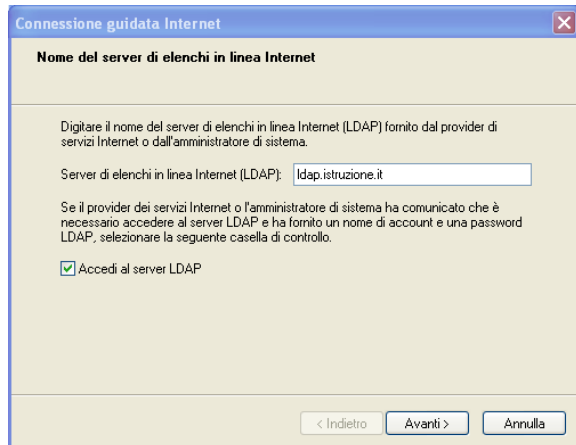 Connessione guidata Internet
Nome del server di elenchi in linea Internet
Digitare il nome del server di elenchi in linea Internet (LDAP) fornito dal provider di
servizi Internet o dall'amministratore di sistema.
Server di elenchi in linea Internet (LDAP): ldap.istruzione.it
Se il provider dei servizi Internet o l'amministratore di sistema ha comunicato che è
necessario accedere al server LDAP e ha fornito un nome di account e una password
LDAP, selezionare la seguente casella di controllo.
Accedi al server LDAP
< Indietro Avanti > Annulla